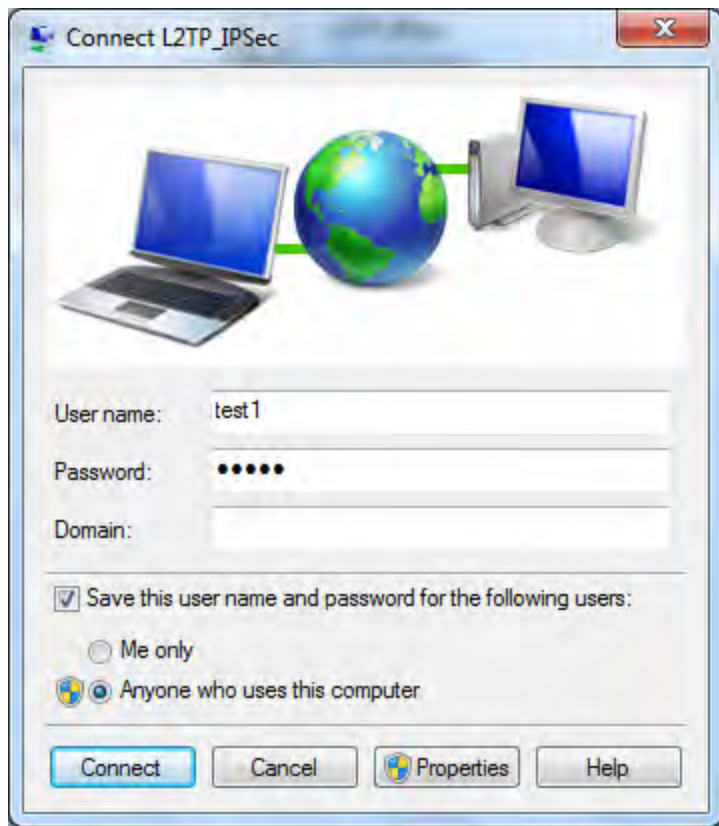 Connect L2TP_IPSec
User name: test1
Password: •••••
Domain:
Save this user name and password for the following users:
Me only
Anyone who uses this computer
Connect Cancel Properties Help